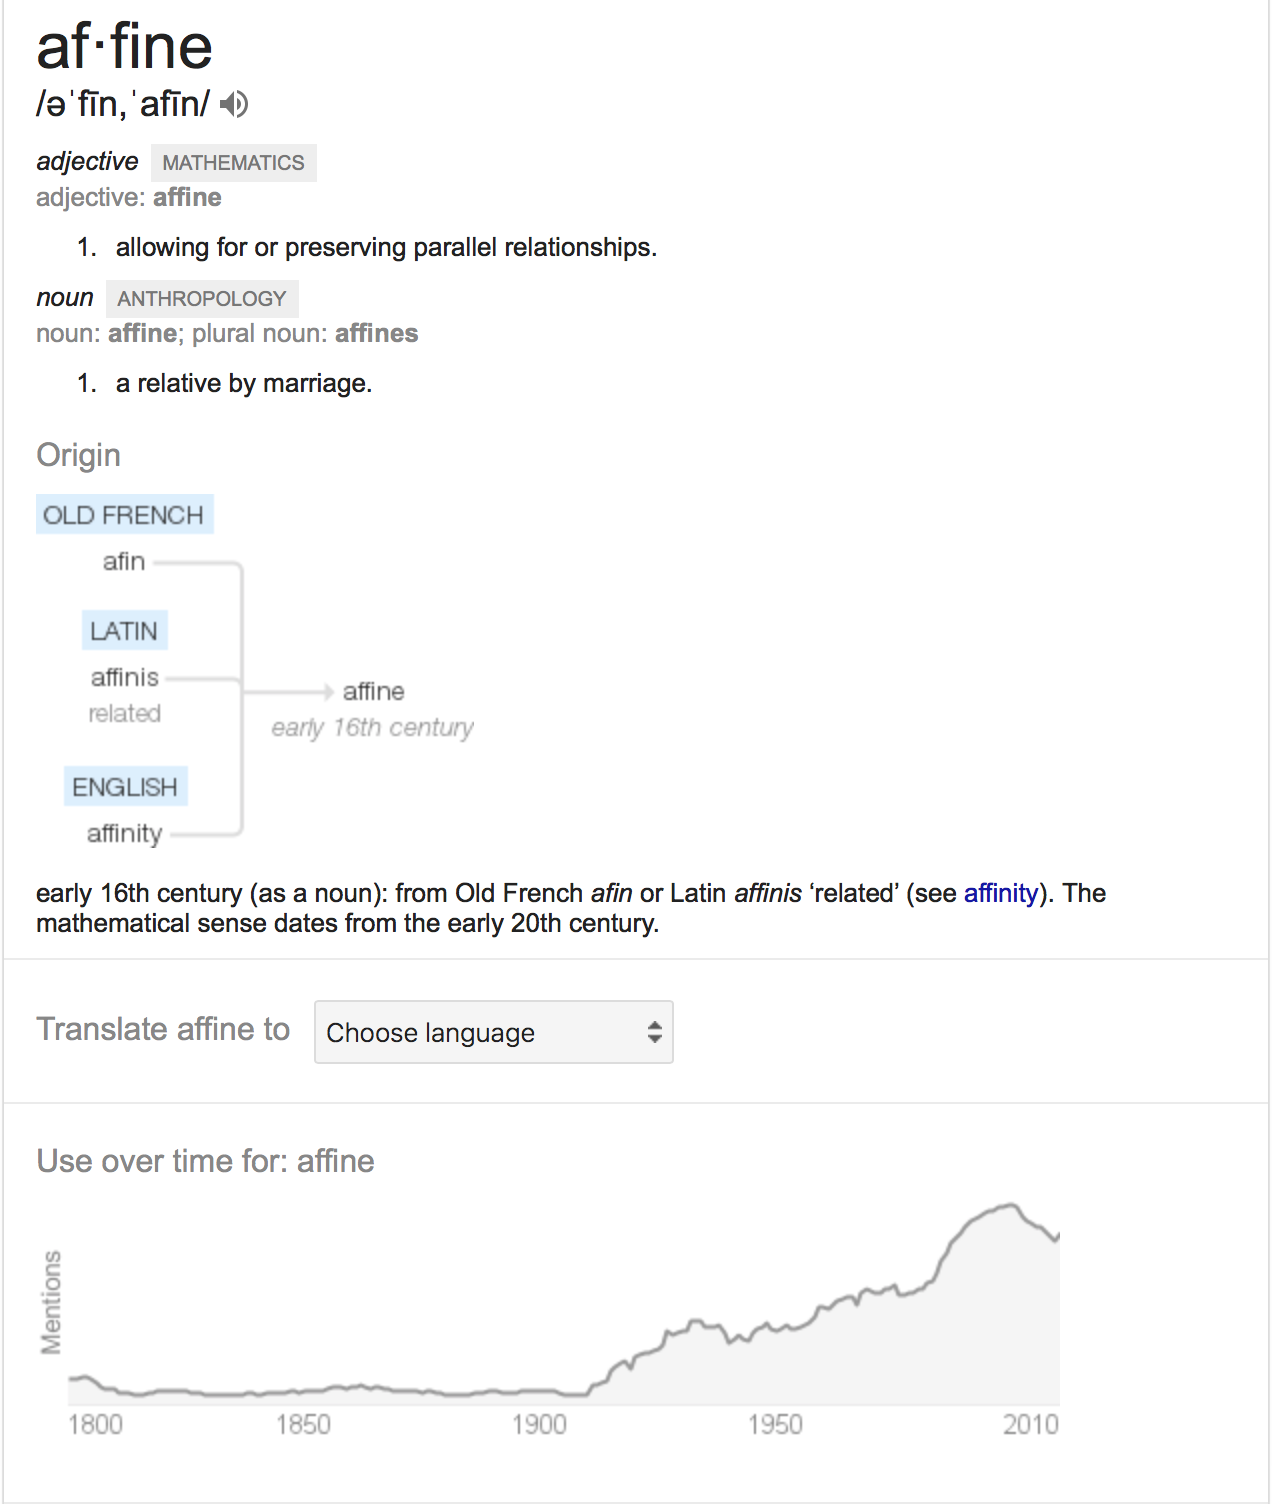 af·fine
/əˈfīn,ˈafīn/
adjective MATHEMATICS
adjective: affine
1. allowing for or preserving parallel relationships.
noun ANTHROPOLOGY
noun: affine; plural noun: affines
1. a relative by marriage.
Origin
OLD FRENCH
afin
LATIN
affinis
related
affine
early 16th century
ENGLISH
affinity
early 16th century (as a noun): from Old French afin or Latin affinis ‘related’ (see affinity). The
mathematical sense dates from the early 20th century.
Translate affine to Choose language
Use over time for: affine
Mentions
1800 1850 1900 1950 2010